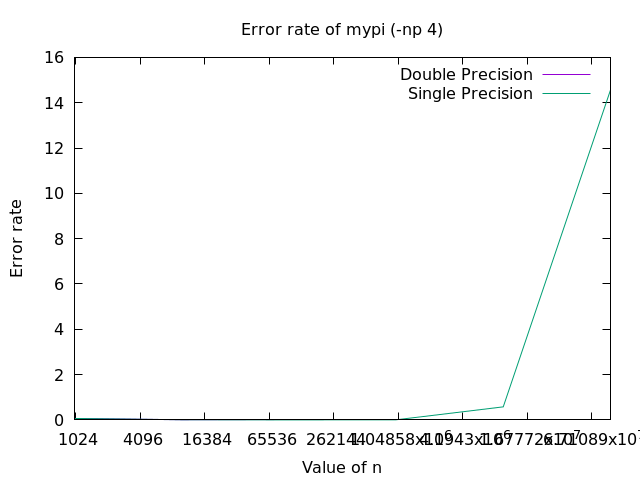 Error rate of mypi (-np 4)
Double Precision
Single Precision
16
14
12
10
8
6
4
2
0
Error rate
1024 4096 16384 65536 262144
Value of n